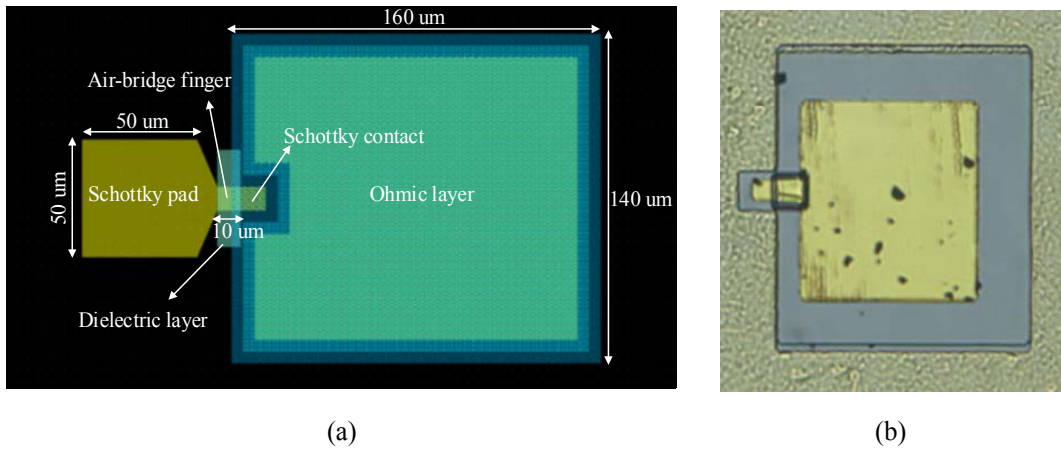 160 um
Air-bridge finger
50 um
Schottky contact
50 um
Schottky pad
Ohmic layer
140 um
10 um
Dielectric layer
(a)
(b)